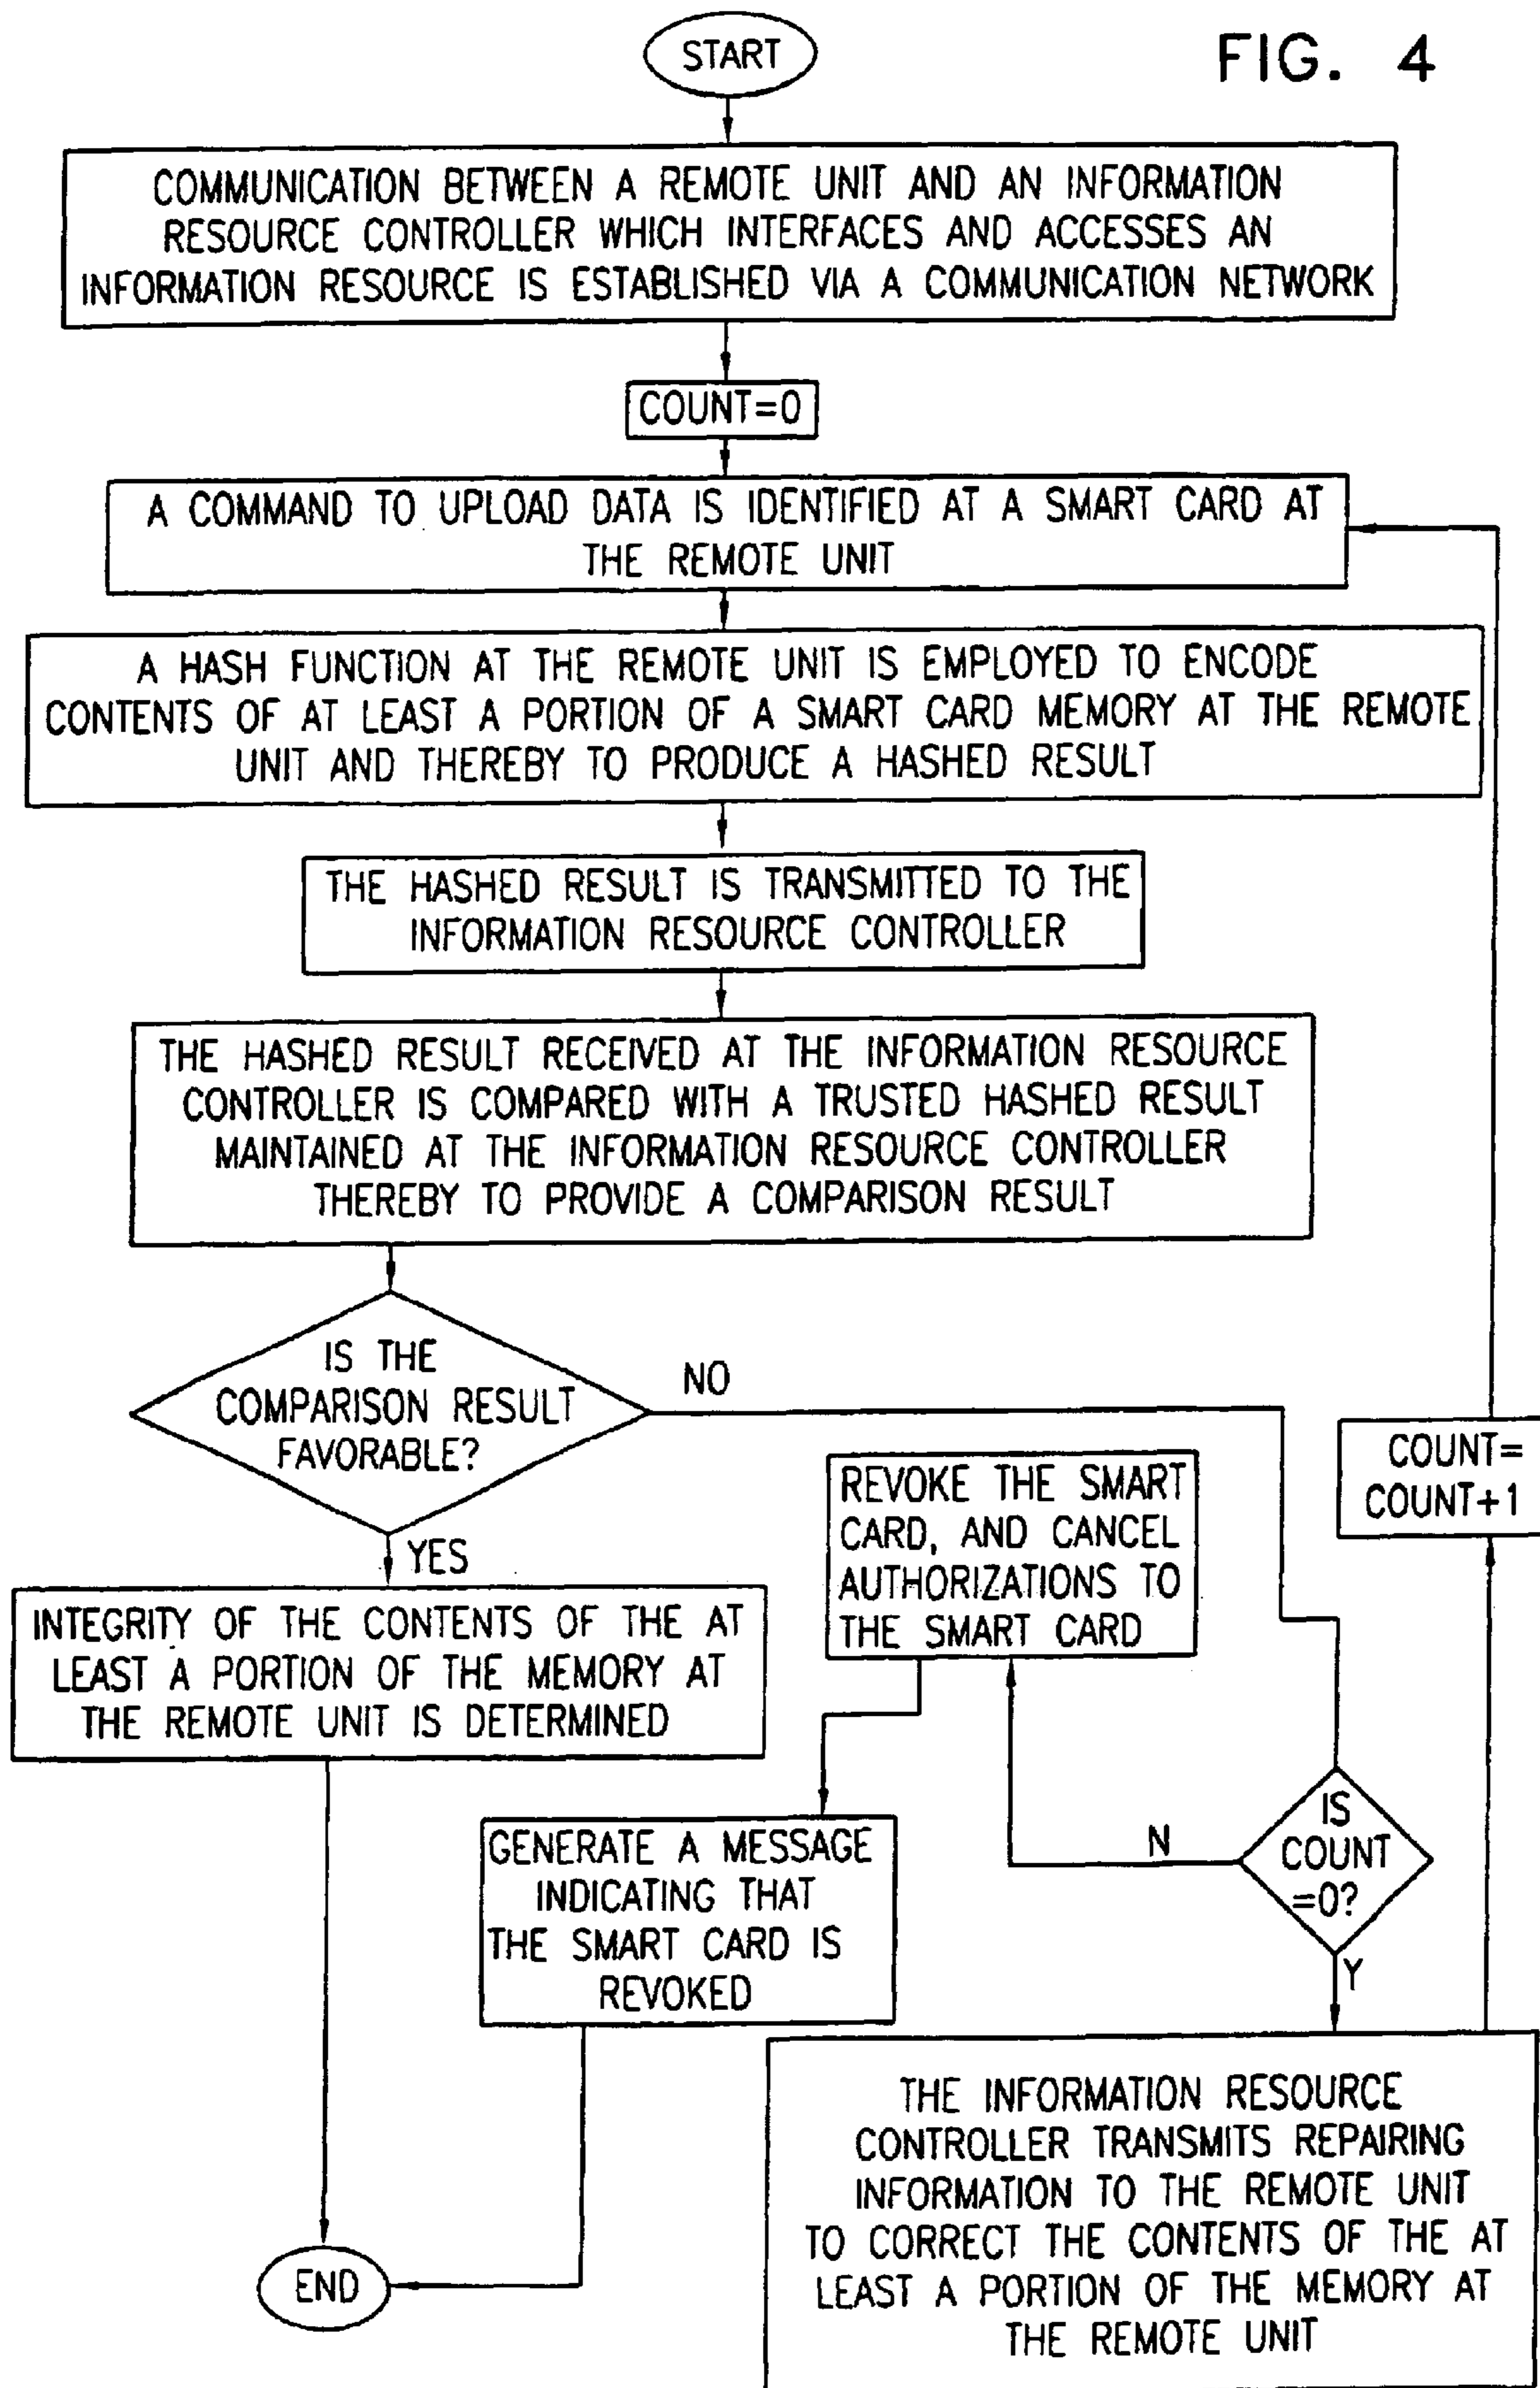 START
FIG. 4
COMMUNICATION BETWEEN A REMOTE UNIT AND AN INFORMATION
RESOURCE CONTROLLER WHICH INTERFACES AND ACCESSES AN
INFORMATION RESOURCE IS ESTABLISHED VIA A COMMUNICATION NETWORK
COUNT=0
A COMMAND TO UPLOAD DATA IS IDENTIFIED AT A SMART CARD AT
THE REMOTE UNIT
A HASH FUNCTION AT THE REMOTE UNIT IS EMPLOYED TO ENCODE
CONTENTS OF AT LEAST A PORTION OF A SMART CARD MEMORY AT THE REMOTE
UNIT AND THEREBY TO PRODUCE A HASHED RESULT
THE HASHED RESULT IS TRANSMITTED TO THE
INFORMATION RESOURCE CONTROLLER
THE HASHED RESULT RECEIVED AT THE INFORMATION RESOURCE
CONTROLLER IS COMPARED WITH A TRUSTED HASHED RESULT
MAINTAINED AT THE INFORMATION RESOURCE CONTROLLER
THEREBY TO PROVIDE A COMPARISON RESULT
IS THE
COMPARISON RESULT
FAVORABLE?
NO
YES
COUNT=
COUNT+1
REVOKE THE SMART
CARD, AND CANCEL
AUTHORIZATIONS TO
THE SMART CARD
INTEGRITY OF THE CONTENTS OF THE AT
LEAST A PORTION OF THE MEMORY AT
THE REMOTE UNIT IS DETERMINED
IS
COUNT
=0?
N
Y
GENERATE A MESSAGE
INDICATING THAT
THE SMART CARD IS
REVOKED
THE INFORMATION RESOURCE
CONTROLLER TRANSMITS REPAIRING
INFORMATION TO THE REMOTE UNIT
TO CORRECT THE CONTENTS OF THE AT
LEAST A PORTION OF THE MEMORY AT
THE REMOTE UNIT
END